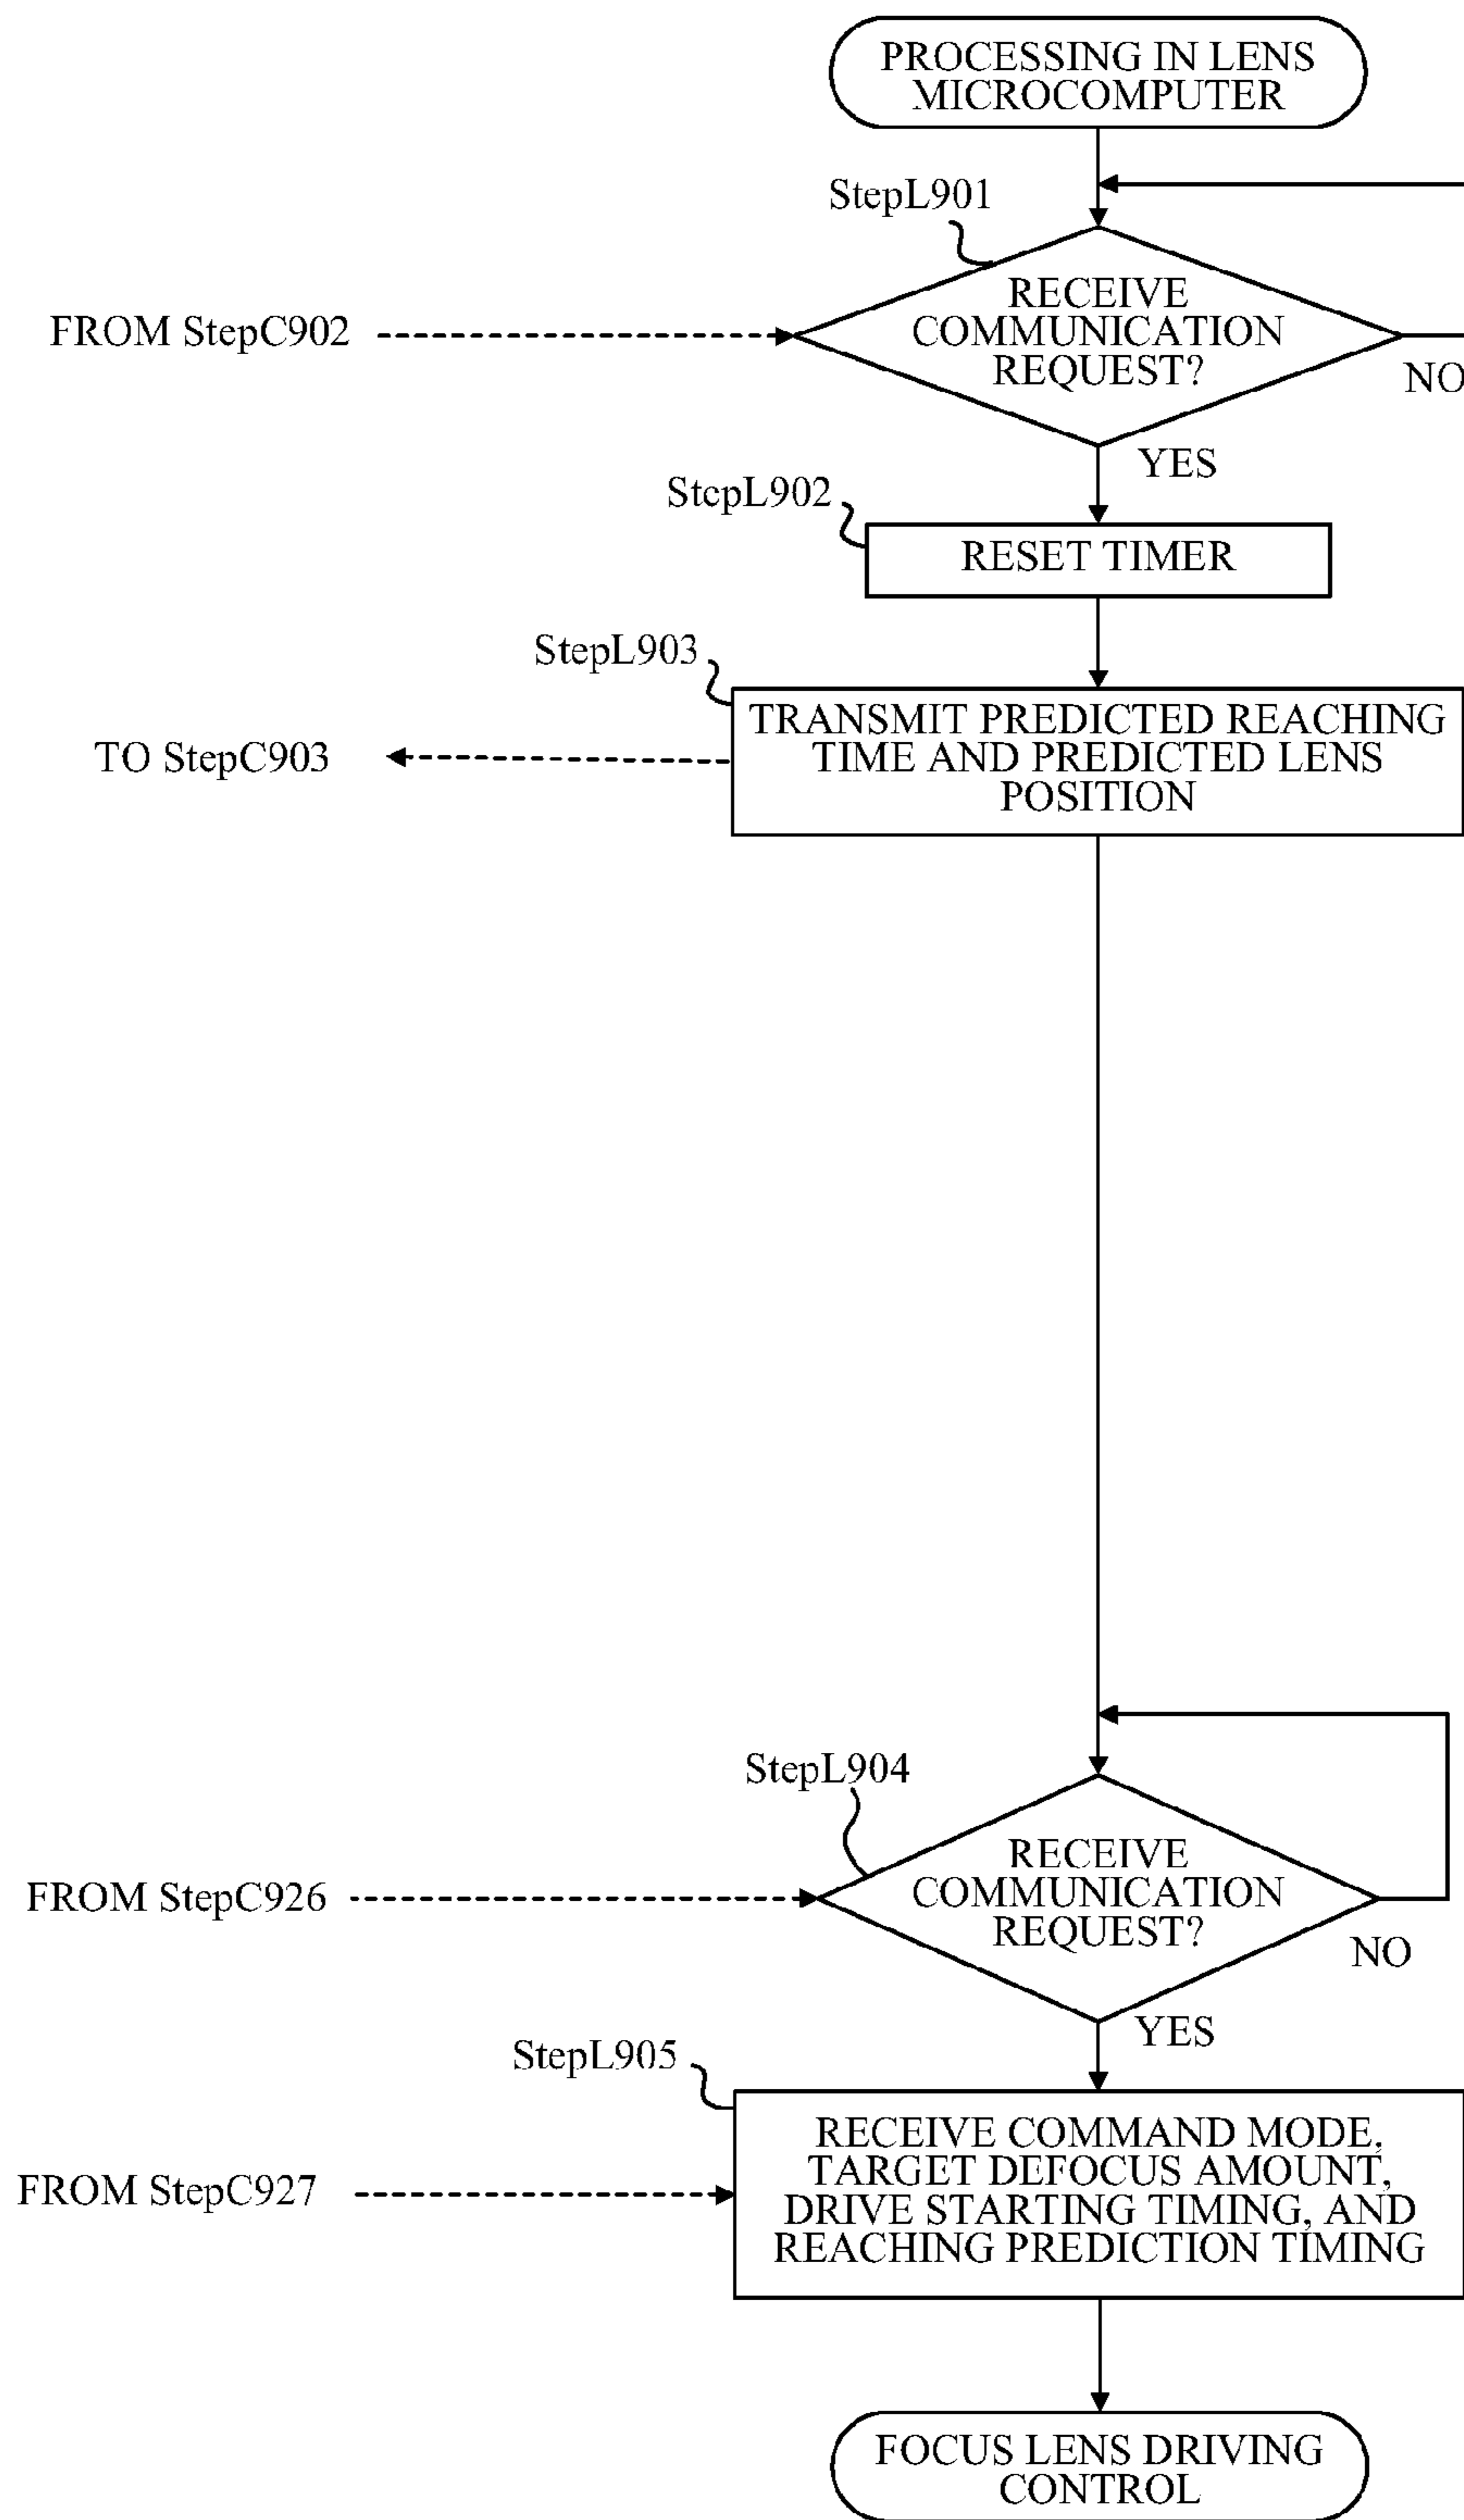 PROCESSING IN LENS
MICROCOMPUTER
StepL901
RECEIVE
COMMUNICATION
REQUEST?
FROM StepC902
NO
YES
StepL902
RESET TIMER
StepL903
TRANSMIT PREDICTED REACHING
TIME AND PREDICTED LENS
POSITION
TO StepC903
StepL904
RECEIVE
COMMUNICATION
REQUEST?
FROM StepC926
NO
YES
StepL905
RECEIVE COMMAND MODE,
TARGET DEFOCUS AMOUNT,
DRIVE STARTING TIMING, AND
REACHING PREDICTION TIMING
FROM StepC927
FOCUS LENS DRIVING
CONTROL